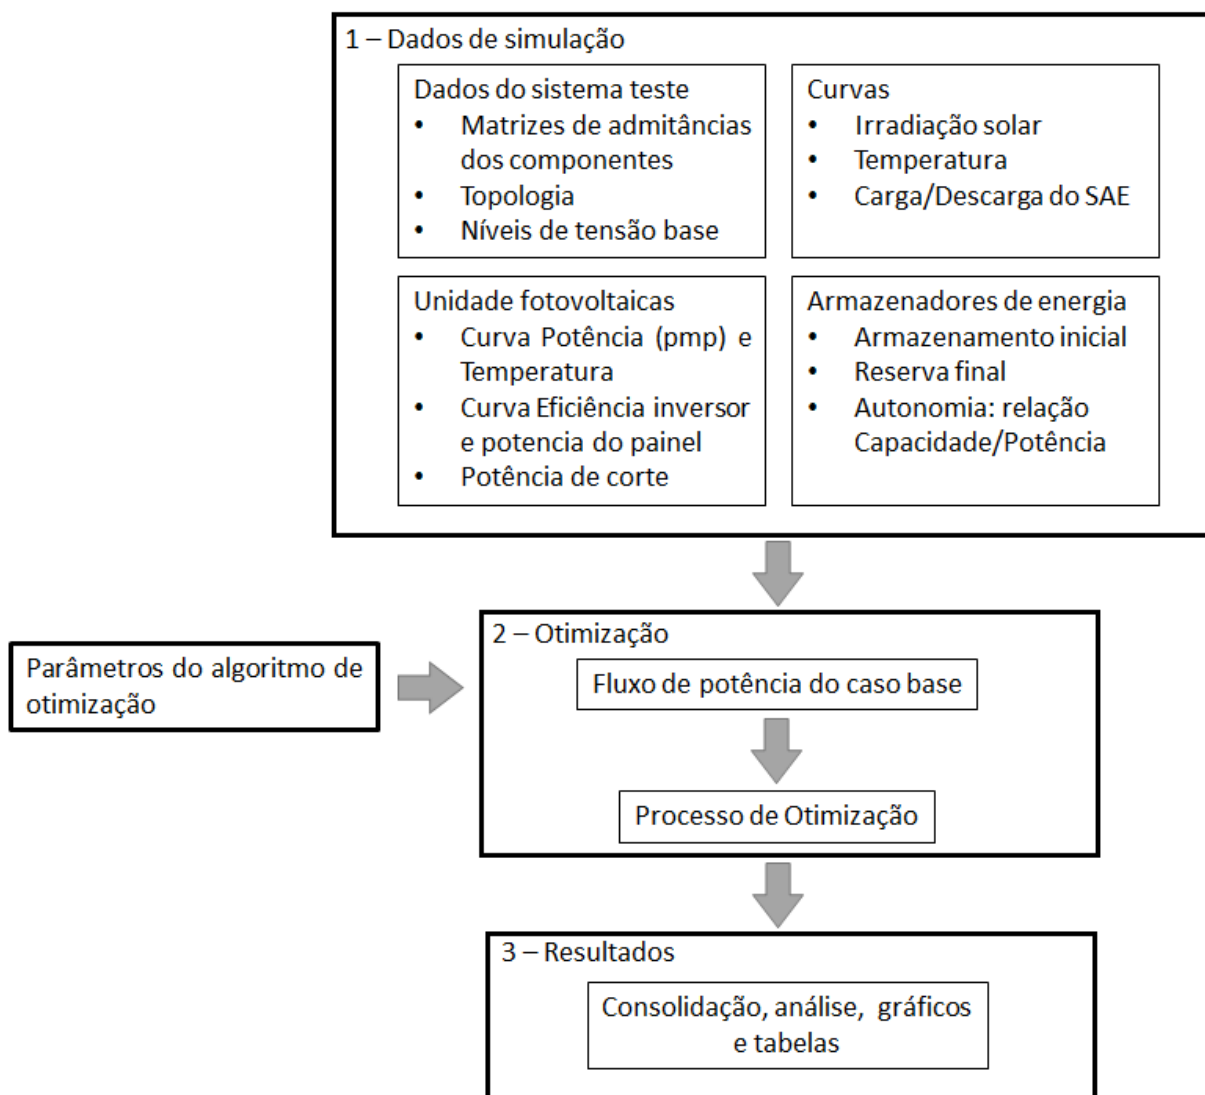 1 – Dados de simulação
Dados do sistema teste
• Matrizes de admitâncias
dos componentes
• Topologia
• Níveis de tensão base
Curvas
• Irradiação solar
• Temperatura
• Carga/Descarga do SAE
Unidade fotovoltaicas
• Curva Potência (pmp) e
Temperatura
• Curva Eficiência inversor
e potencia do painel
• Potência de corte
Armazenadores de energia
• Armazenamento inicial
• Reserva final
• Autonomia: relação
Capacidade/Potência
Parâmetros do algoritmo de
otimização
2 – Otimização
Fluxo de potência do caso base
Processo de Otimização
3 – Resultados
Consolidação, análise, gráficos
e tabelas